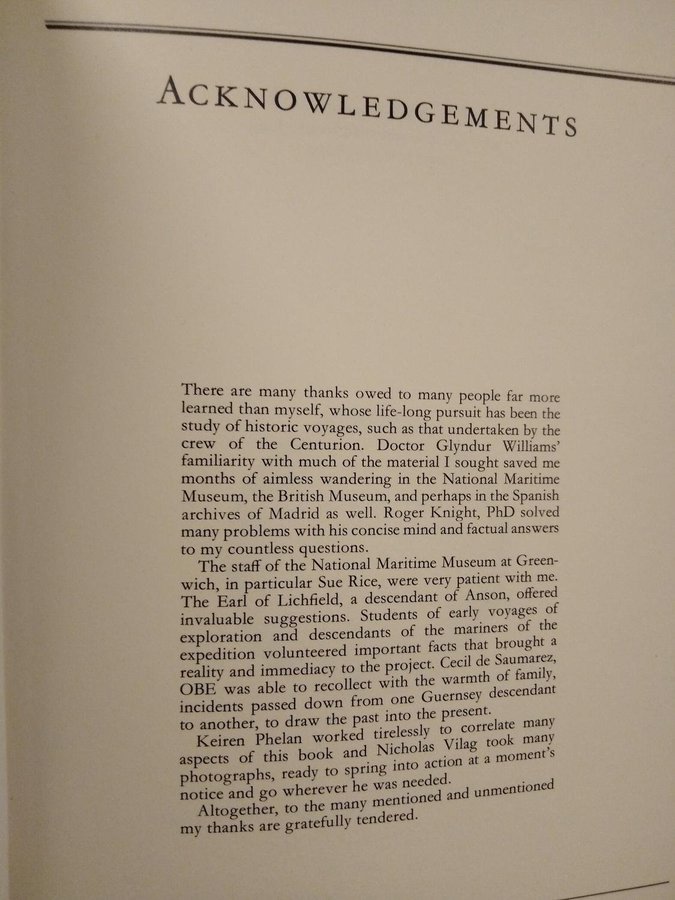 ACKNOWLEDGEMENTS
There are many thanks owed to many people far more
learned than myself, whose life-long pursuit has been the
study of historic voyages, such as that undertaken by the
crew of the Centurion. Doctor Glyndur Williams'
familiarity with much of the material I sought saved me
months of aimless wandering in the National Maritime
Museum, the British Museum, and perhaps in the Spanish
archives of Madrid as well. Roger Knight, PhD solved
many problems with his concise mind and factual answers
to my countless questions.
The staff of the National Maritime Museum at Green-
wich, in particular Sue Rice, were very patient with me.
The Earl of Lichfield, a descendant of Anson, offered
invaluable suggestions. Students of early voyages of
exploration and descendants of the mariners of the
expedition volunteered important facts that brought a
reality and immediacy to the project. Cecil de Saumarez,
OBE was able to recollect with the warmth of family,
incidents passed down from one Guernsey descendant
to another, to draw the past into the present.
Keiren Phelan worked tirelessly to correlate many
aspects of this book and Nicholas Vilag took many
photographs, ready to spring into action at a moment's
notice and go wherever he was needed.
Altogether, to the many mentioned and unmentioned
my thanks are gratefully tendered.